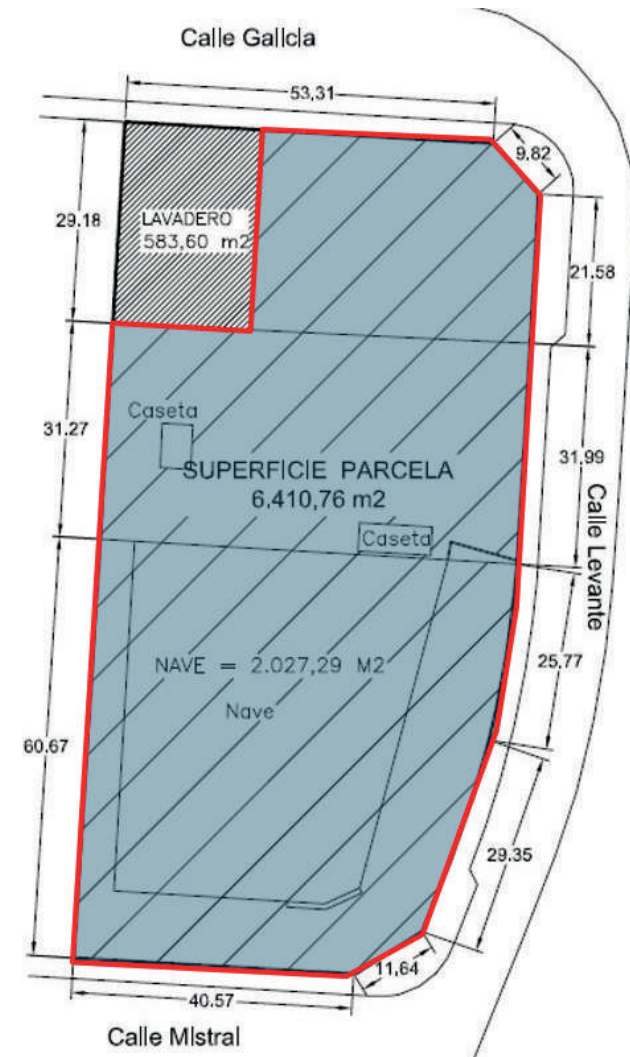 Calle Galicia
53,31
9.82
29.18
LAVADERO
583,60 m2
21.58
Caseta
31.27
31.99
SUPERFICIE PARCELA
6,410,76 m2
Caseta
Calle Levante
NAVE = 2.027,29 M2
25.77
Nave
60.67
29.35
11,64
40.57
Calle Mistral